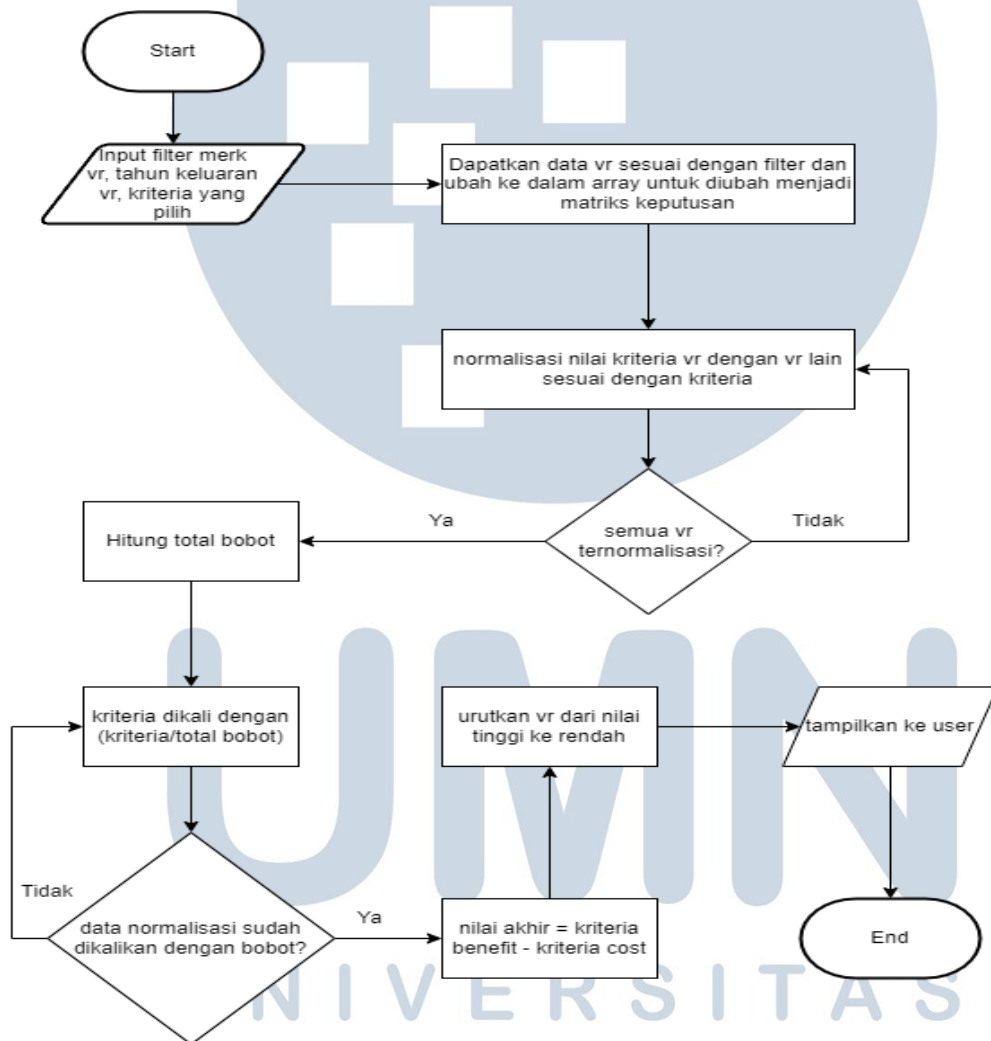 Start
Input filter merk
vr, tahun keluaran
vr, kriteria yang
pilih
Dapatkan data vr sesuai dengan filter dan
ubah ke dalam array untuk diubah menjadi
matriks keputusan
normalisasi nilai kriteria vr dengan vr lain
sesuai dengan kriteria
semua vr
ternormalisasi?
Tidak
Ya
Hitung total bobot
kriteria dikali dengan
(kriteria/total bobot)
data normalisasi sudah
dikalikan dengan bobot?
Tidak
Ya
nilai akhir = kriteria
benefit - kriteria cost
urutkan vr dari nilai
tinggi ke rendah
tampilkan ke user
End
UMN
UNIVERSITAS